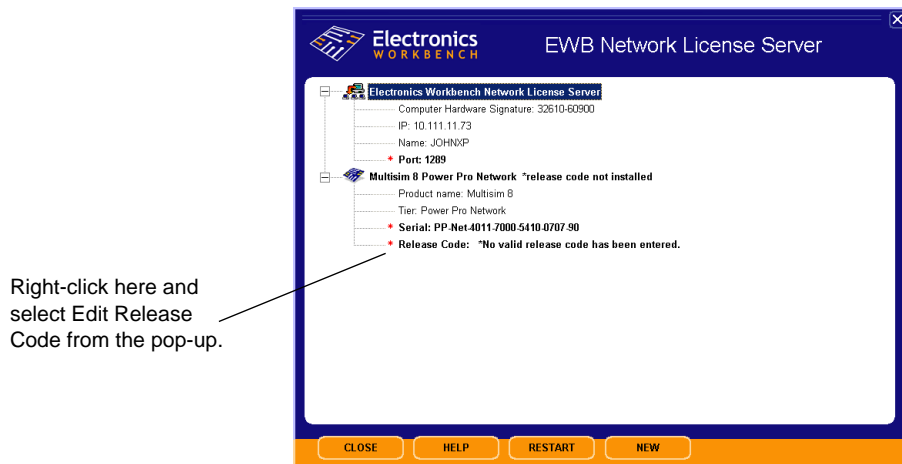 Electronics
WORKBENCH
EWB Network License Server
Electronics Workbench Network License Server
Computer Hardware Signature: 32610-60900
IP: 10.111.11.73
Name: JOHNXP
* Port: 1289
Multisim 8 Power Pro Network *release code not installed
Product name: Multisim 8
Tier: Power Pro Network
* Serial: PP-Net-4011-7000-5410-0707-90
* Release Code: *No valid release code has been entered.
Right-click here and
select Edit Release
Code from the pop-up.
CLOSE HELP RESTART NEW